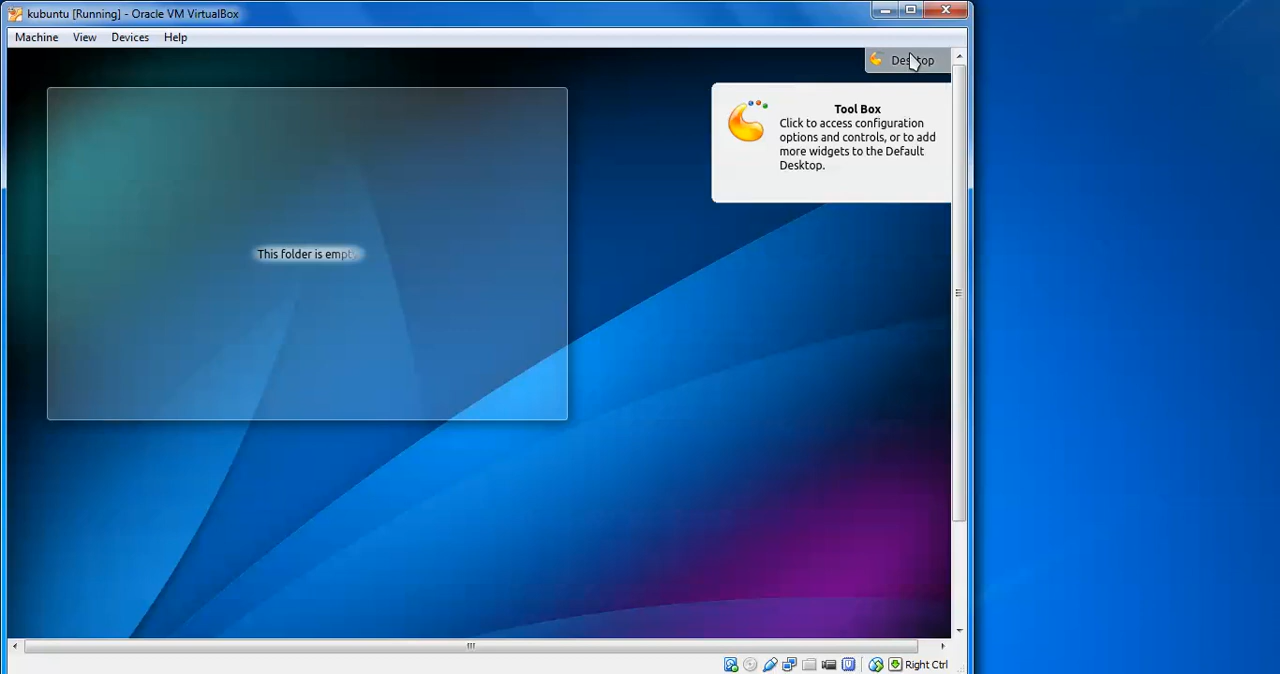 kubuntu [Running] - Oracle VM VirtualBox
Machine View Devices Help
Desktop
Tool Box
Click to access configuration
options and controls, or to add
more widgets to the Default
Desktop.
This folder is empty
Right Ctrl